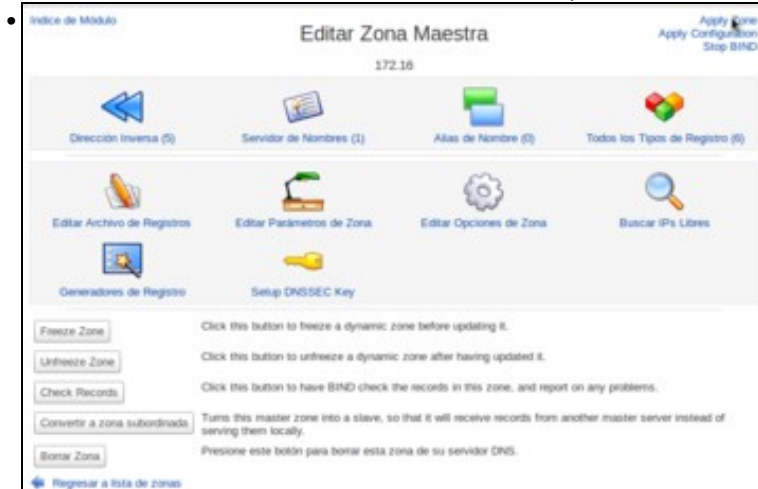 Índice de Módulo
Editar Zona Maestra
Apply Zone
Apply Configuration
Stop BIND
172.16
Dirección Inversa (5)
Servidor de Nombres (1)
Alias de Nombre (0)
Todos los Tipos de Registro (6)
Editar Archivo de Registros
Editar Parámetros de Zona
Editar Opciones de Zona
Buscar IPs Libres
Generadores de Registro
Setup DNSSEC Key
Freeze Zone
Click this button to freeze a dynamic zone before updating it.
Unfreeze Zone
Click this button to unfreeze a dynamic zone after having updated it.
Check Records
Click this button to have BIND check the records in this zone, and report on any problems.
Convertir a zona subordinada
Turns this master zone into a slave, so that it will receive records from another master server instead of
serving them locally.
Borrar Zona
Presione este botón para borrar esta zona de su servidor DNS.
Regresar a lista de zonas